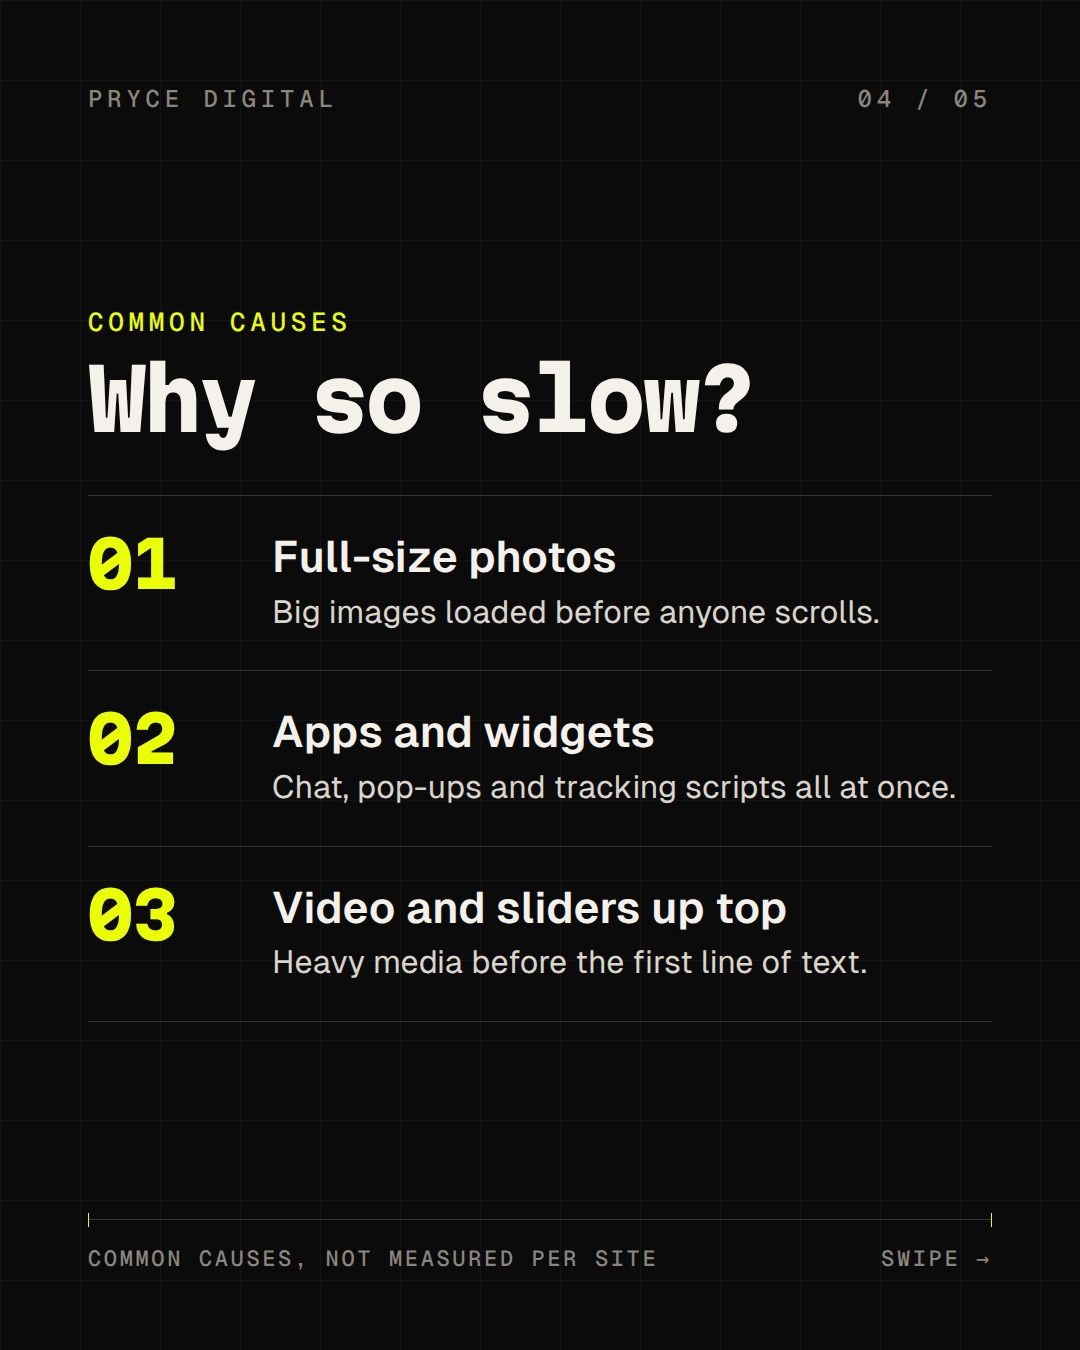 PRYCE DIGITAL
04 / 05
COMMON CAUSES
Why so slow?
01
Full-size photos
Big images loaded before anyone scrolls.
02
Apps and widgets
Chat, pop-ups and tracking scripts all at once.
03
Video and sliders up top
Heavy media before the first line of text.
COMMON CAUSES, NOT MEASURED PER SITE
SWIPE →